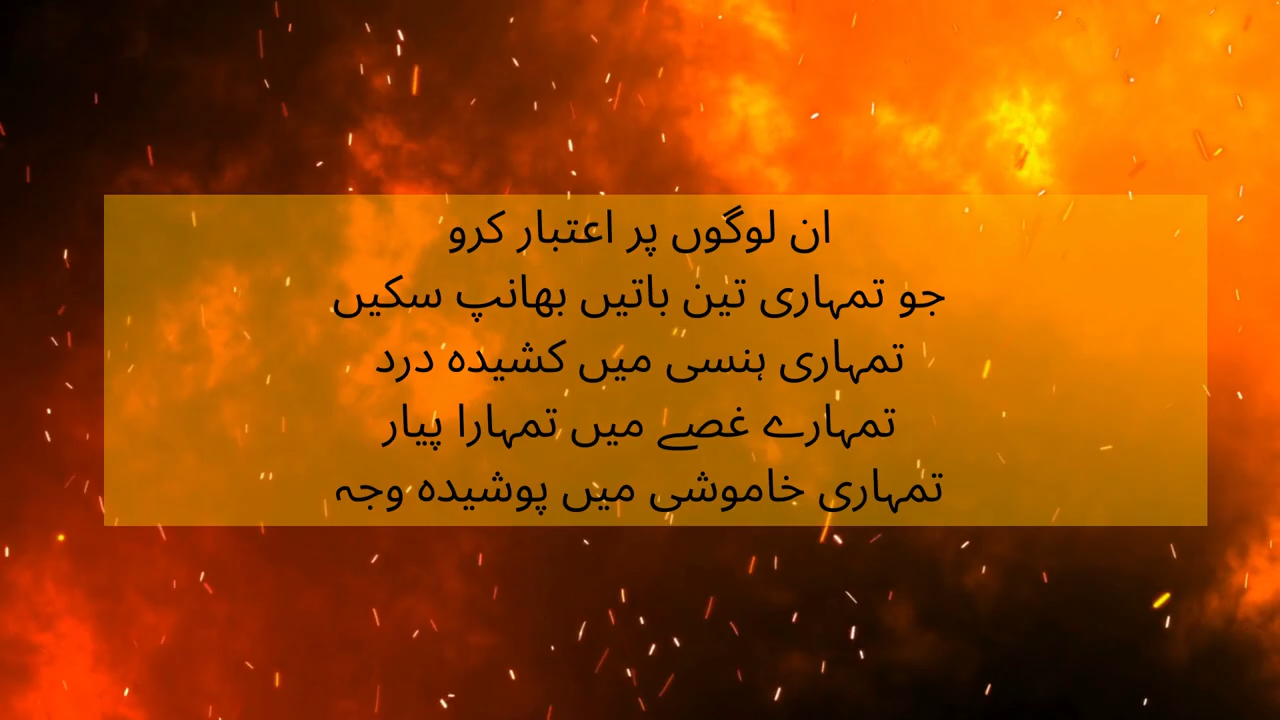 ان لوگوں پر اعتبار کرو
جو تمہاری تین باتیں بھانپ سکیں
تمہاری ہنسی میں کشیدہ درد
تمہارے غصے میں تمہارا پیار
تمہاری خاموشی میں پوشیدہ وجہ